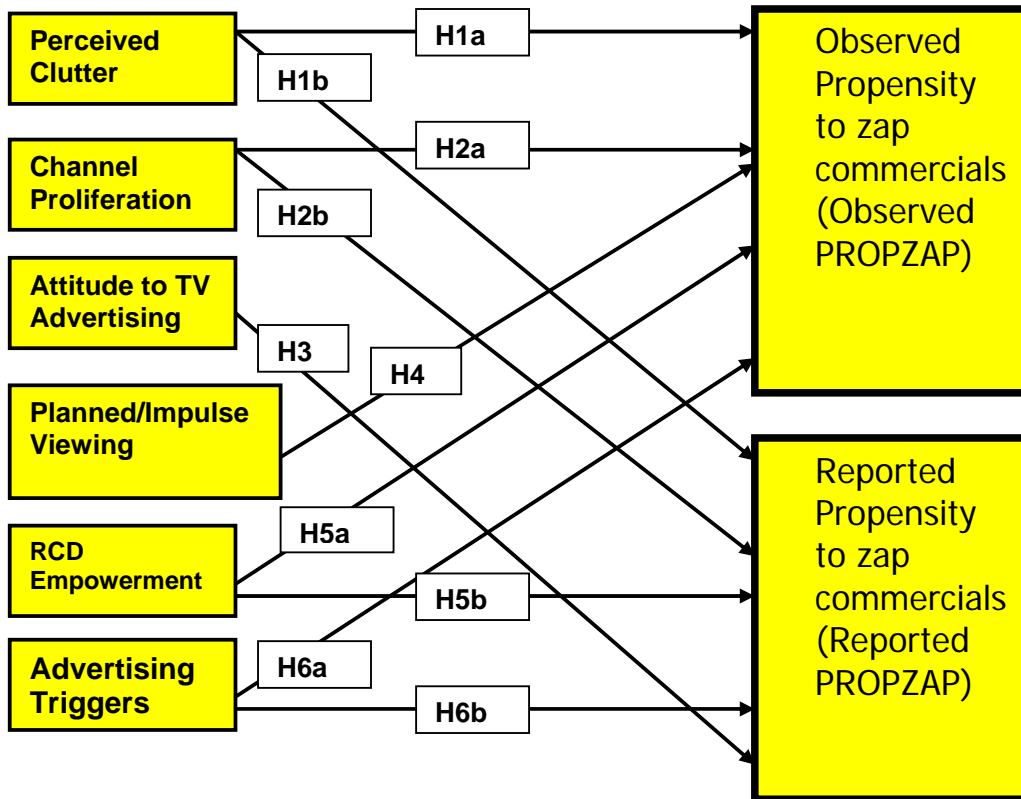 Perceived
Clutter
Channel
Proliferation
Attitude to TV
Advertising
Planned/Impulse
Viewing
RCD
Empowerment
Advertising
Triggers
H1a
H1b
H2a
H2b
H3
H4
H5a
H5b
H6a
H6b
Observed
Propensity
to zap
commercials
(Observed
PROPZAP)
Reported
Propensity
to zap
commercials
(Reported
PROPZAP)